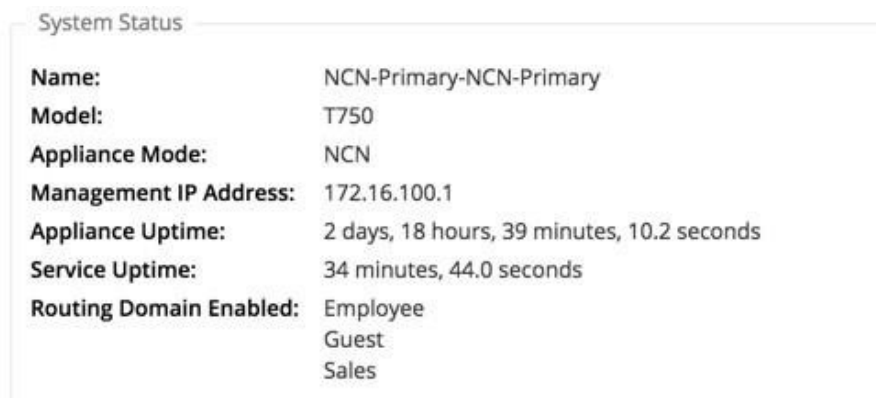 System Status
Name: NCN-Primary-NCN-Primary
Model: T750
Appliance Mode: NCN
Management IP Address: 172.16.100.1
Appliance Uptime: 2 days, 18 hours, 39 minutes, 10.2 seconds
Service Uptime: 34 minutes, 44.0 seconds
Routing Domain Enabled: Employee
Guest
Sales